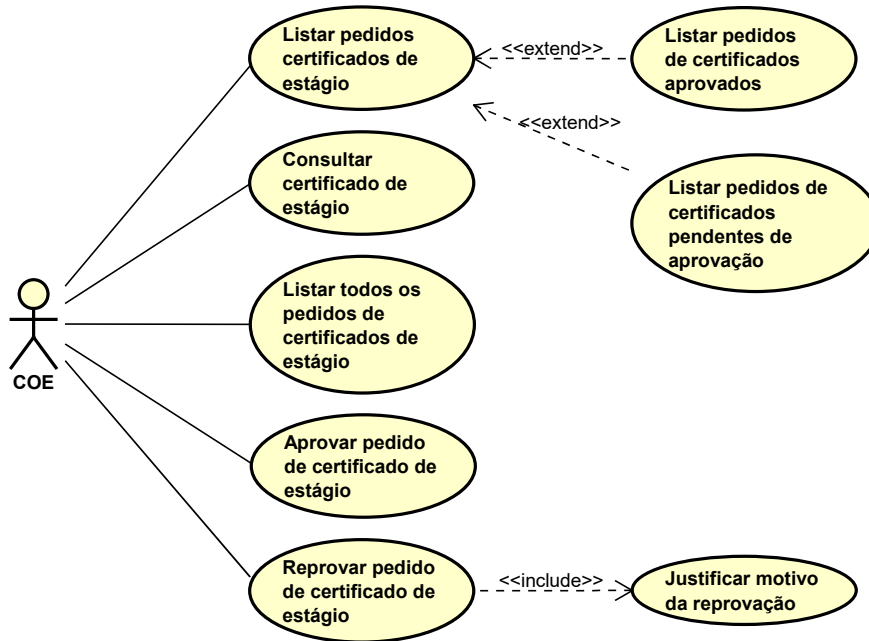 Listar pedidos
certificados de
estágio
<<extend>>
Listar pedidos
de certificados
aprovados
<<extend>>
Consultar
certificado de
estágio
Listar pedidos de
certificados
pendentes de
aprovação
Listar todos os
pedidos de
certificados de
estágio
COE
Aprovar pedido
de certificado de
estágio
Reprovar pedido
de certificado de
estágio
<<include>>
Justificar motivo
da reprovação